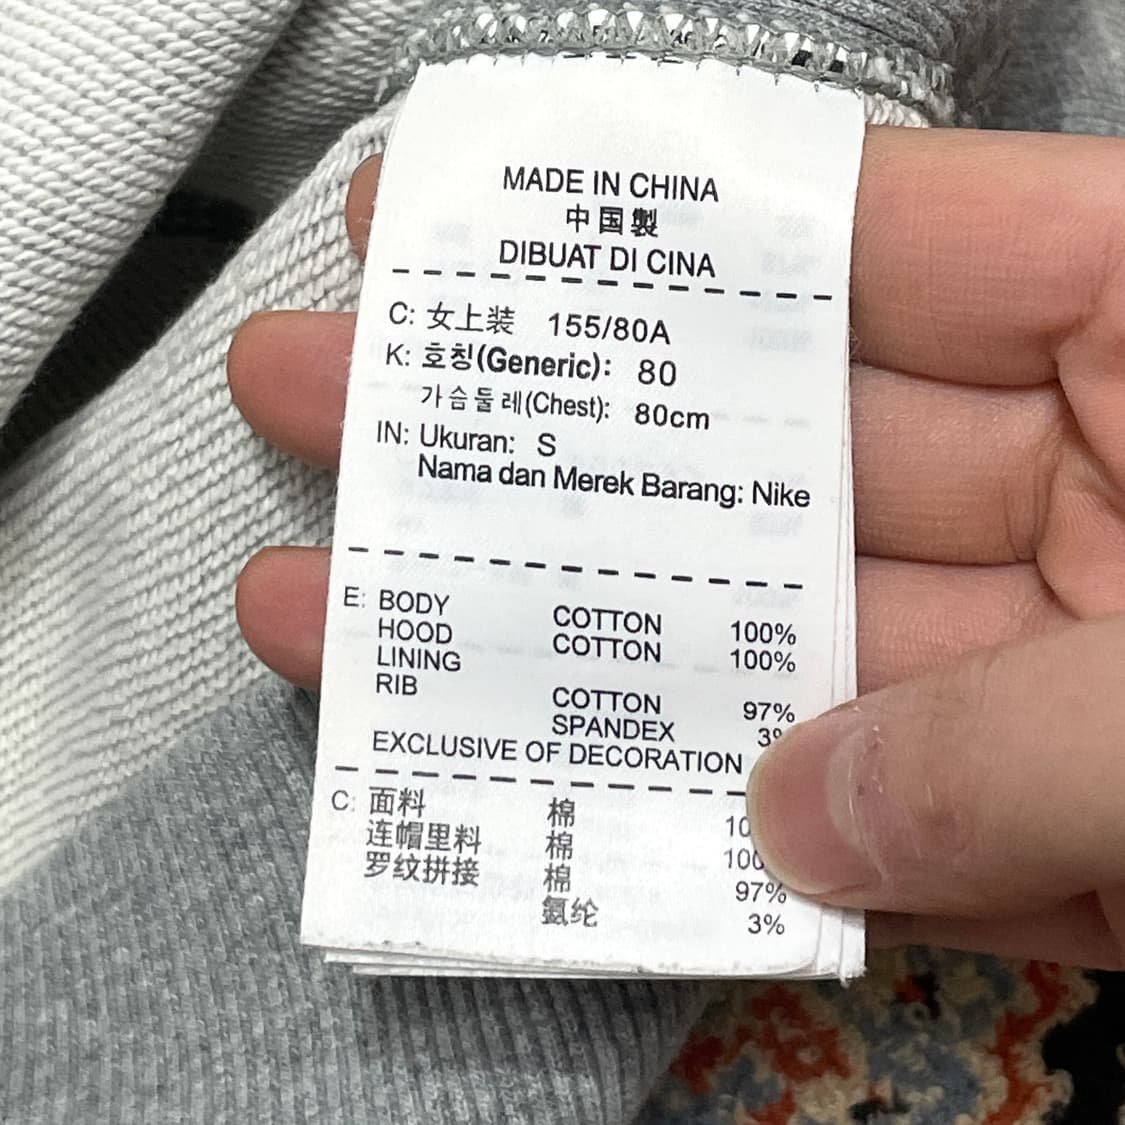 MADE IN CHINA
中国製
DIBUAT DI CINA
C: 女上装 155/80A
K: 호칭(Generic): 80
가슴둘레(Chest): 80cm
IN: Ukuran: S
Nama dan Merek Barang: Nike
E: BODY COTTON 100%
HOOD COTTON 100%
LINING
RIB COTTON 97%
SPANDEX
EXCLUSIVE OF DECORATION
C: 面料 棉
连帽里料 棉
罗纹拼接 棉 97%
氨纶 3%